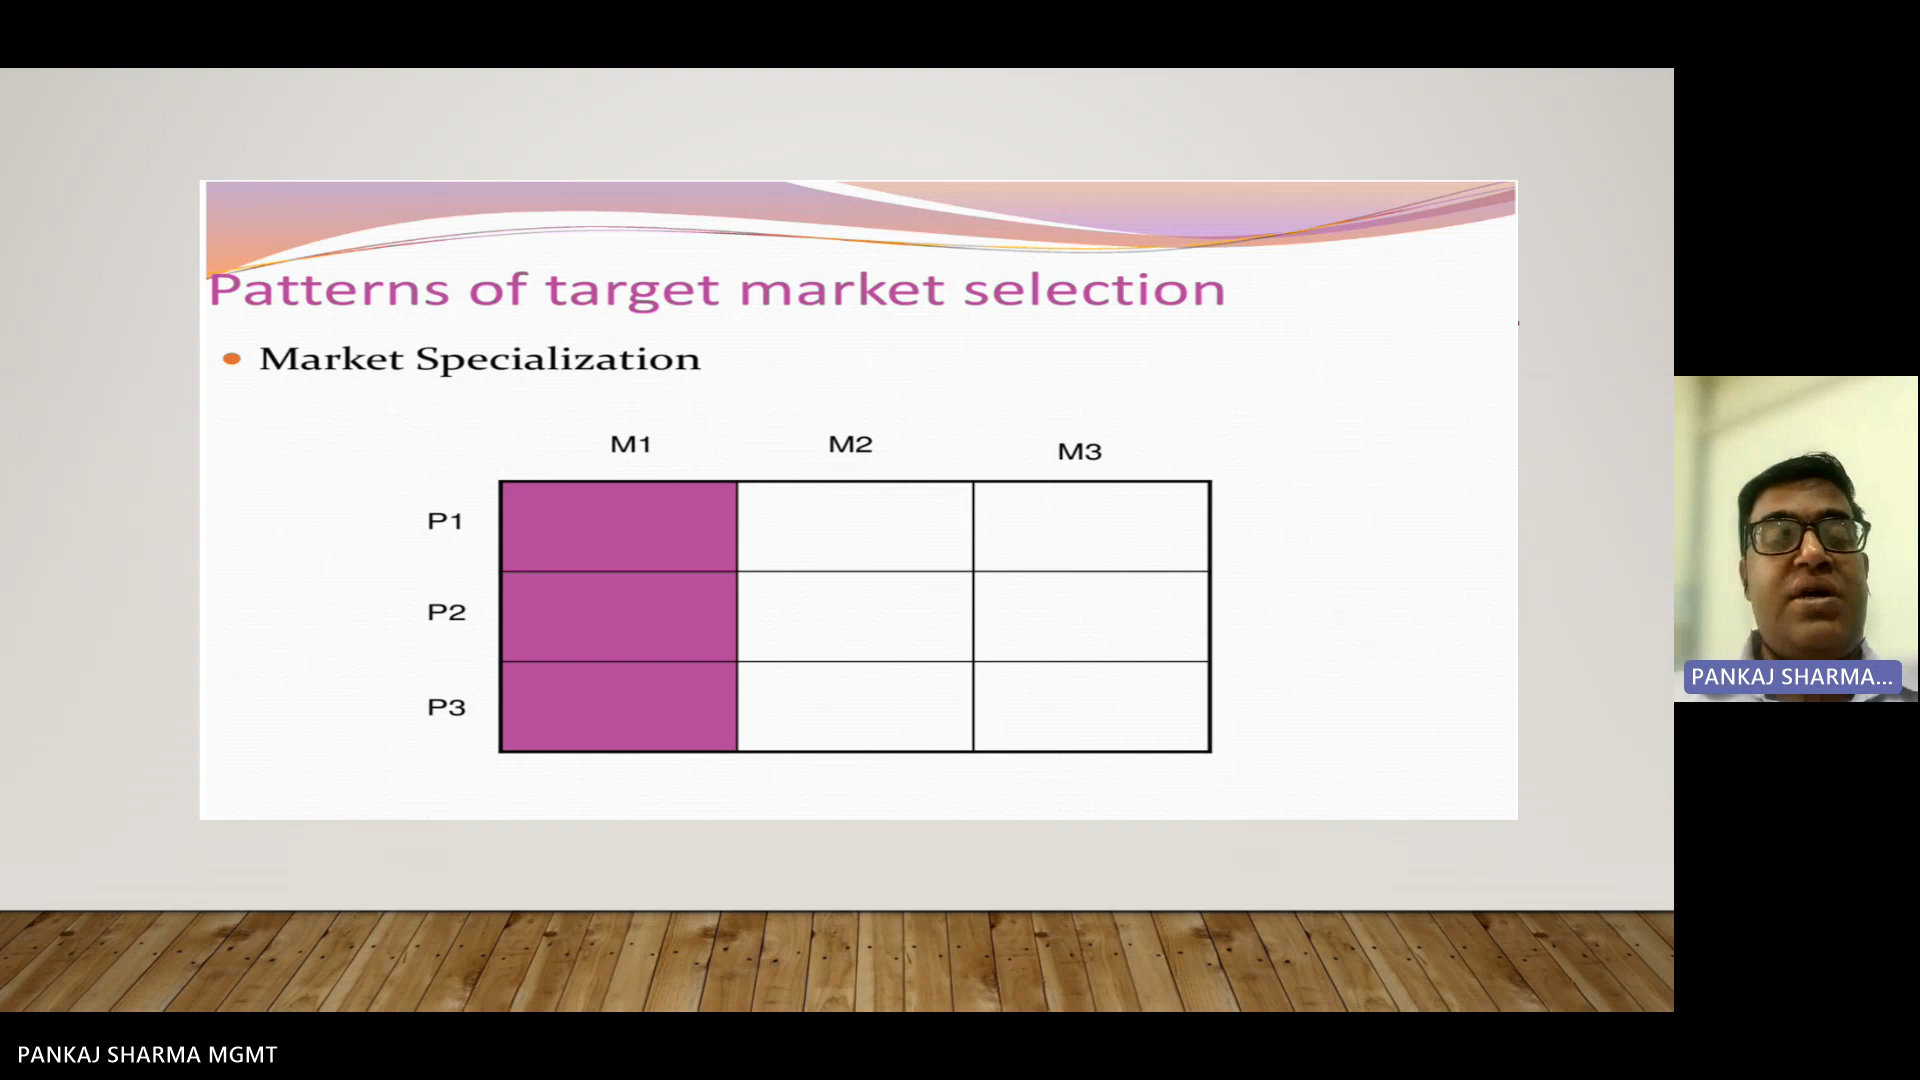 Patterns of target market selection
Market Specialization
M1 M2 M3
P1
P2
P3
PANKAJ SHARMA...
PANKAJ SHARMA MGMT